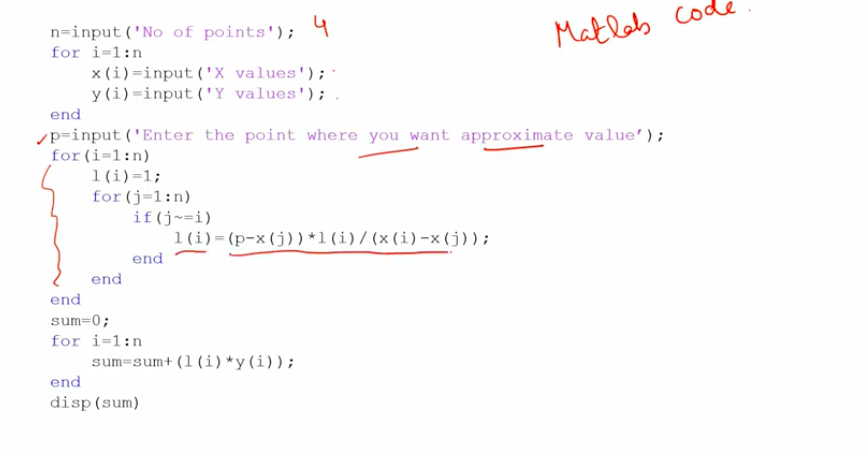 Matlab code.
n=input('No of points'); 4
for i=1:n
x(i)=input('X values');
y(i)=input('Y values');
end
p=input('Enter the point where you want approximate value');
for(i=1:n)
l(i)=1;
for(j=1:n)
if(j~=i)
l(i)=(p-x(j))*l(i)/(x(i)-x(j));
end
end
end
sum=0;
for i=1:n
sum=sum+(l(i)*y(i));
end
disp(sum)